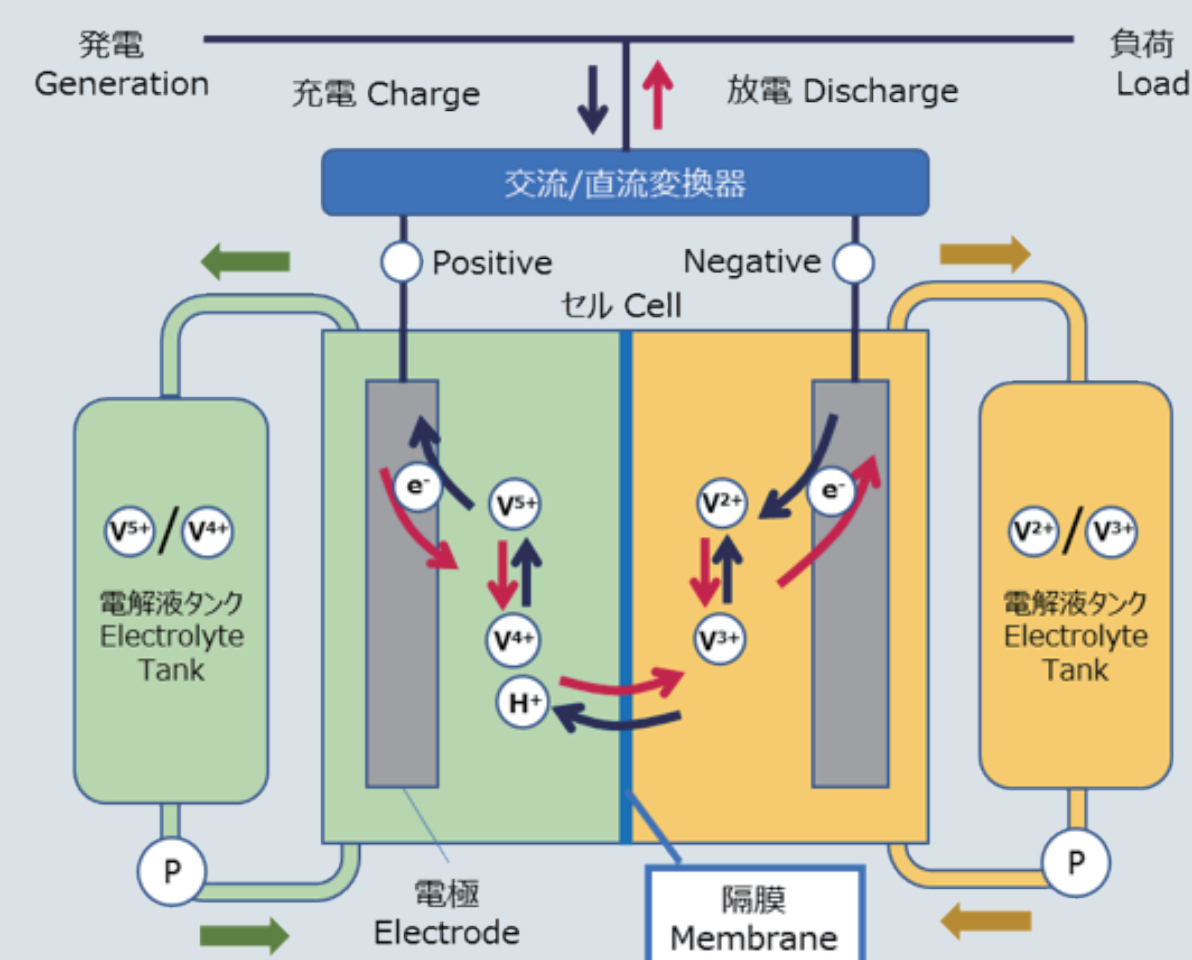 発電
Generation
負荷
Load
充電 Charge
放電 Discharge
交流/直流変換器
Positive
Negative
セル Cell
e⁻
V⁵⁺
V²⁺
e⁻
V⁵⁺/V⁴⁺
電解液タンク
Electrolyte
Tank
V²⁺/V³⁺
電解液タンク
Electrolyte
Tank
V⁴⁺
V³⁺
H⁺
P
P
電極
Electrode
隔膜
Membrane